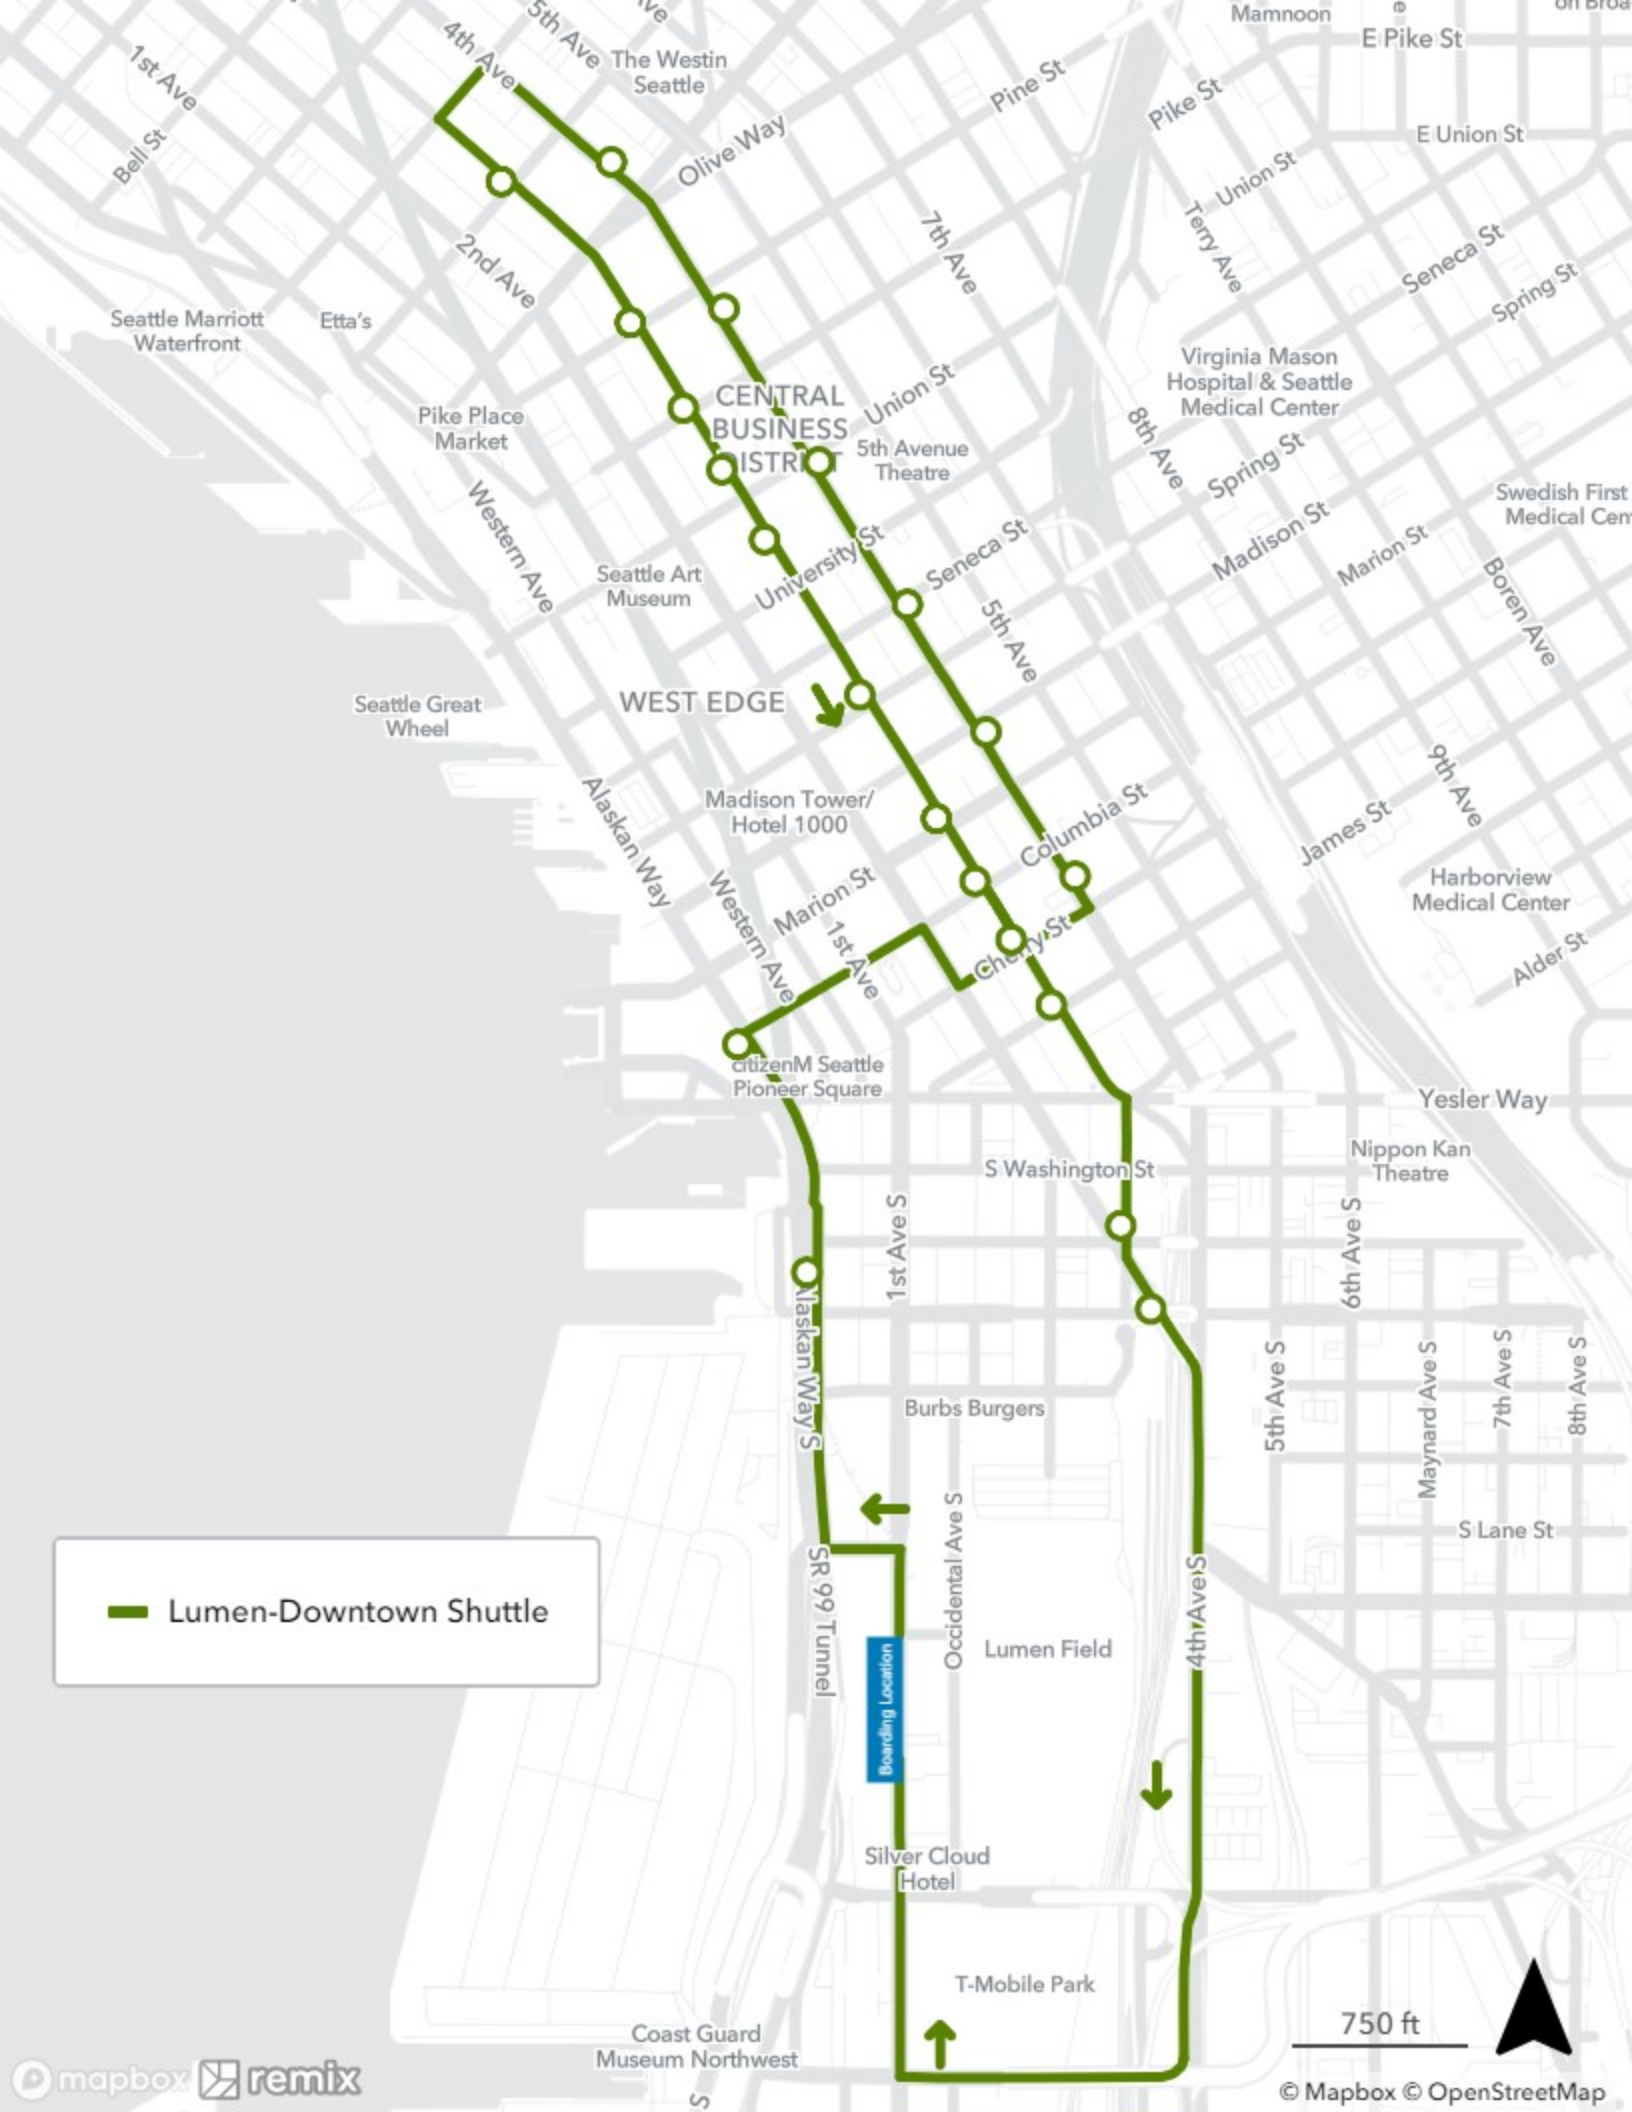 Mamnoon
on Broa
5th Ave
ve
e
E Pike St
4th Ave
1st Ave
The Westin
Seattle
Pine St
Pike St
E Union St
Bell St
Olive Way
Union St
7th Ave
Terry Ave
Seneca St
Spring St
2nd Ave
Seattle Marriott
Waterfront
Etta's
Virginia Mason
Hospital & Seattle
Medical Center
Pike Place
Market
CENTRAL
BUSINESS
Union St
5th Avenue
Theatre
8th Ave
Spring St
Western Ave
Swedish First
Medical Cen
Madison St
Marion St
University St
Seneca St
Seattle Art
Museum
Boren Ave
5th Ave
WEST EDGE
Seattle Great
Wheel
9th Ave
Alaskan Way
Madison Tower/
Hotel 1000
Columbia St
James St
Western Ave
Marion St
1st Ave
Harborview
Medical Center
Cherry St
Alder St
citizenM Seattle
Pioneer Square
Yesler Way
S Washington St
Nippon Kan
Theatre
1st Ave S
6th Ave S
Alaskan Way S
5th Ave S
Maynard Ave S
7th Ave S
8th Ave S
Burbs Burgers
Occidental Ave S
S Lane St
Lumen-Downtown Shuttle
SR 99 Tunnel
4th Ave S
Lumen Field
Boarding Location
Silver Cloud
Hotel
T-Mobile Park
Coast Guard
Museum Northwest
750 ft
mapbox remix
S
© Mapbox © OpenStreetMap